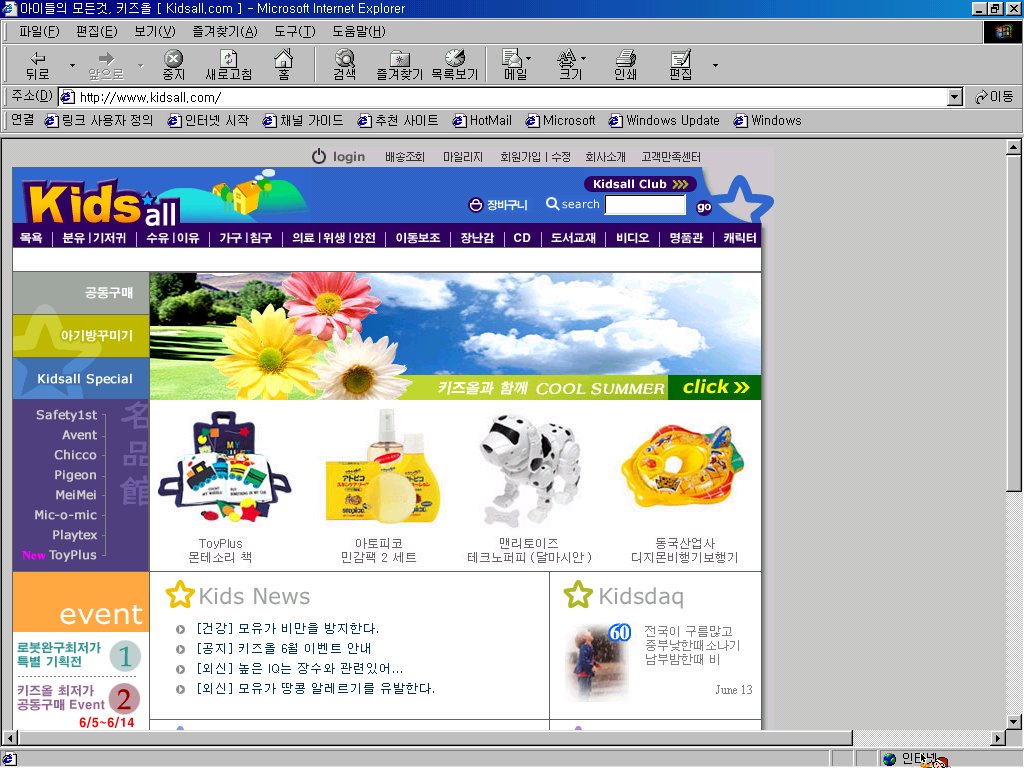 아이들의 모든것, 키즈올 [ Kidsall,com ] - Microsoft Internet Explorer
파일(F) 편집(E) 보기(V) 즐겨찾기(A) 도구(T) 도움말(H)
뒤로 앞으로 중지 새로고침 홈 검색 즐겨찾기 목록보기 메일 크기 인쇄 편집
주소(D) http://www.kidsall.com/ 이동
연결 링크 사용자 정의 인터넷 시작 채널 가이드 추천 사이트 HotMail Microsoft Windows Update Windows
login 배송조회 마일리지 회원가입 | 수정 회사소개 고객만족센터
Kidsall Club
Kids all 장바구니 search go
목욕 분유|기저귀 수유|이유 가구|침구 의료|위생|안전 이동보조 장난감 CD 도서교재 비디오 명품관 캐릭터
공동구매
아기방꾸미기
Kidsall Special
키즈올과 함께 COOL SUMMER click
名品館
Safety1st
Avent
Chicco
Pigeon
MeiMei
Mic-o-mic
Playtex
New ToyPlus
ToyPlus
몬테소리 책
아토피코
민감팩 2 세트
맨리토이즈
테크노퍼피 (달마시안)
동국산업사
디지몬비행기보행기
event
로봇완구최저가
특별 기획전 1
키즈올 최저가
공동구매 Event 2
6/5~6/14
Kids News
[건강] 모유가 비만을 방지한다.
[공지] 키즈올 6월 이벤트 안내
[외신] 높은 IQ는 장수와 관련있어...
[외신] 모유가 땅콩 알레르기를 유발한다.
Kidsdaq
60
전국이 구름많고
중부낮한때소나기
남부밤한때 비
June 13
인터넷